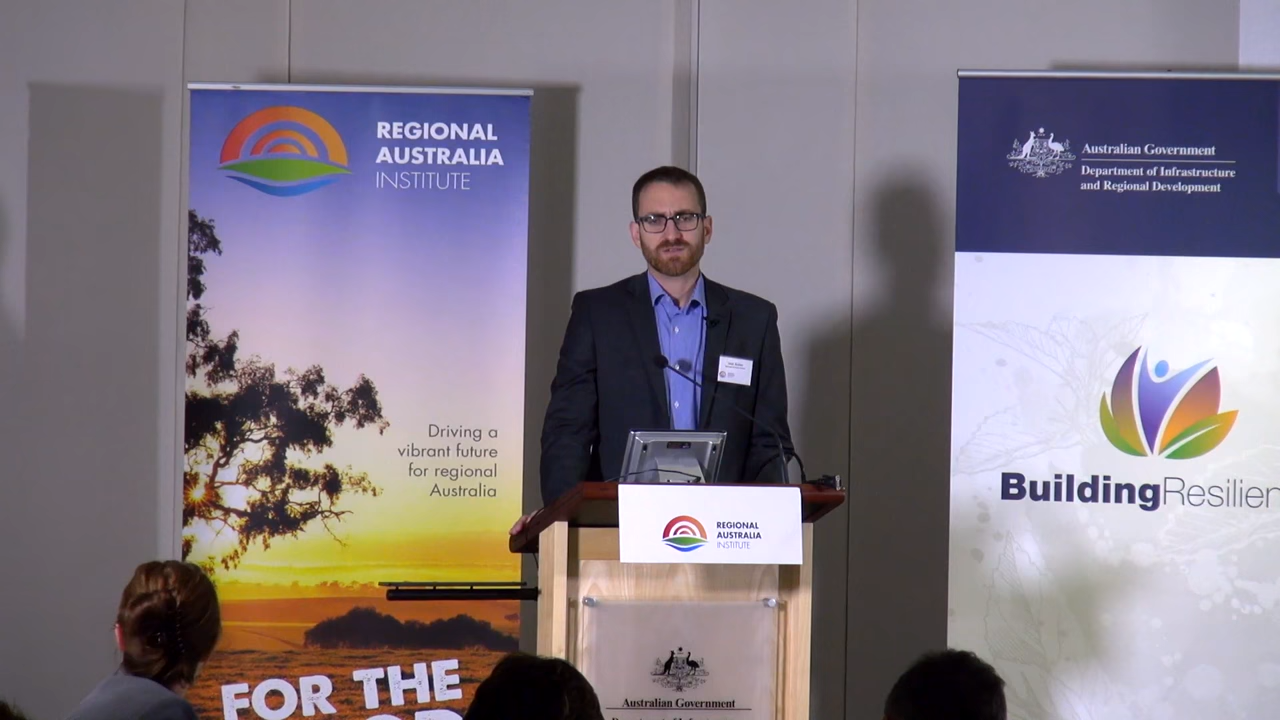 REGIONAL
AUSTRALIA
INSTITUTE
Driving a
vibrant future
for regional
Australia
FOR THE
Australian Government
Department of Infrastructure
and Regional Development
BuildingResilien
REGIONAL
AUSTRALIA
INSTITUTE
Australian Government